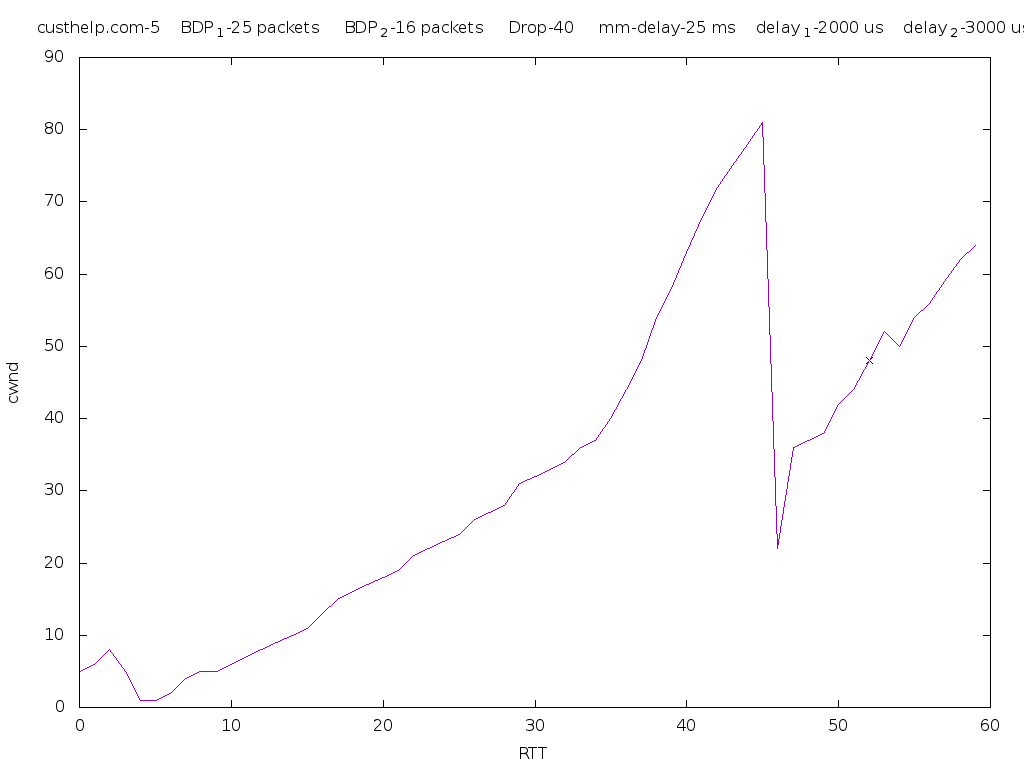 custhelp.com-5 BDP1-25 packets BDP2-16 packets Drop-40 mm-delay-25 ms delay1-2000 us delay2-3000 us
90
80
70
60
50
40
30
20
10
0
cwnd
0 10 20 30 40 50 60
RTT